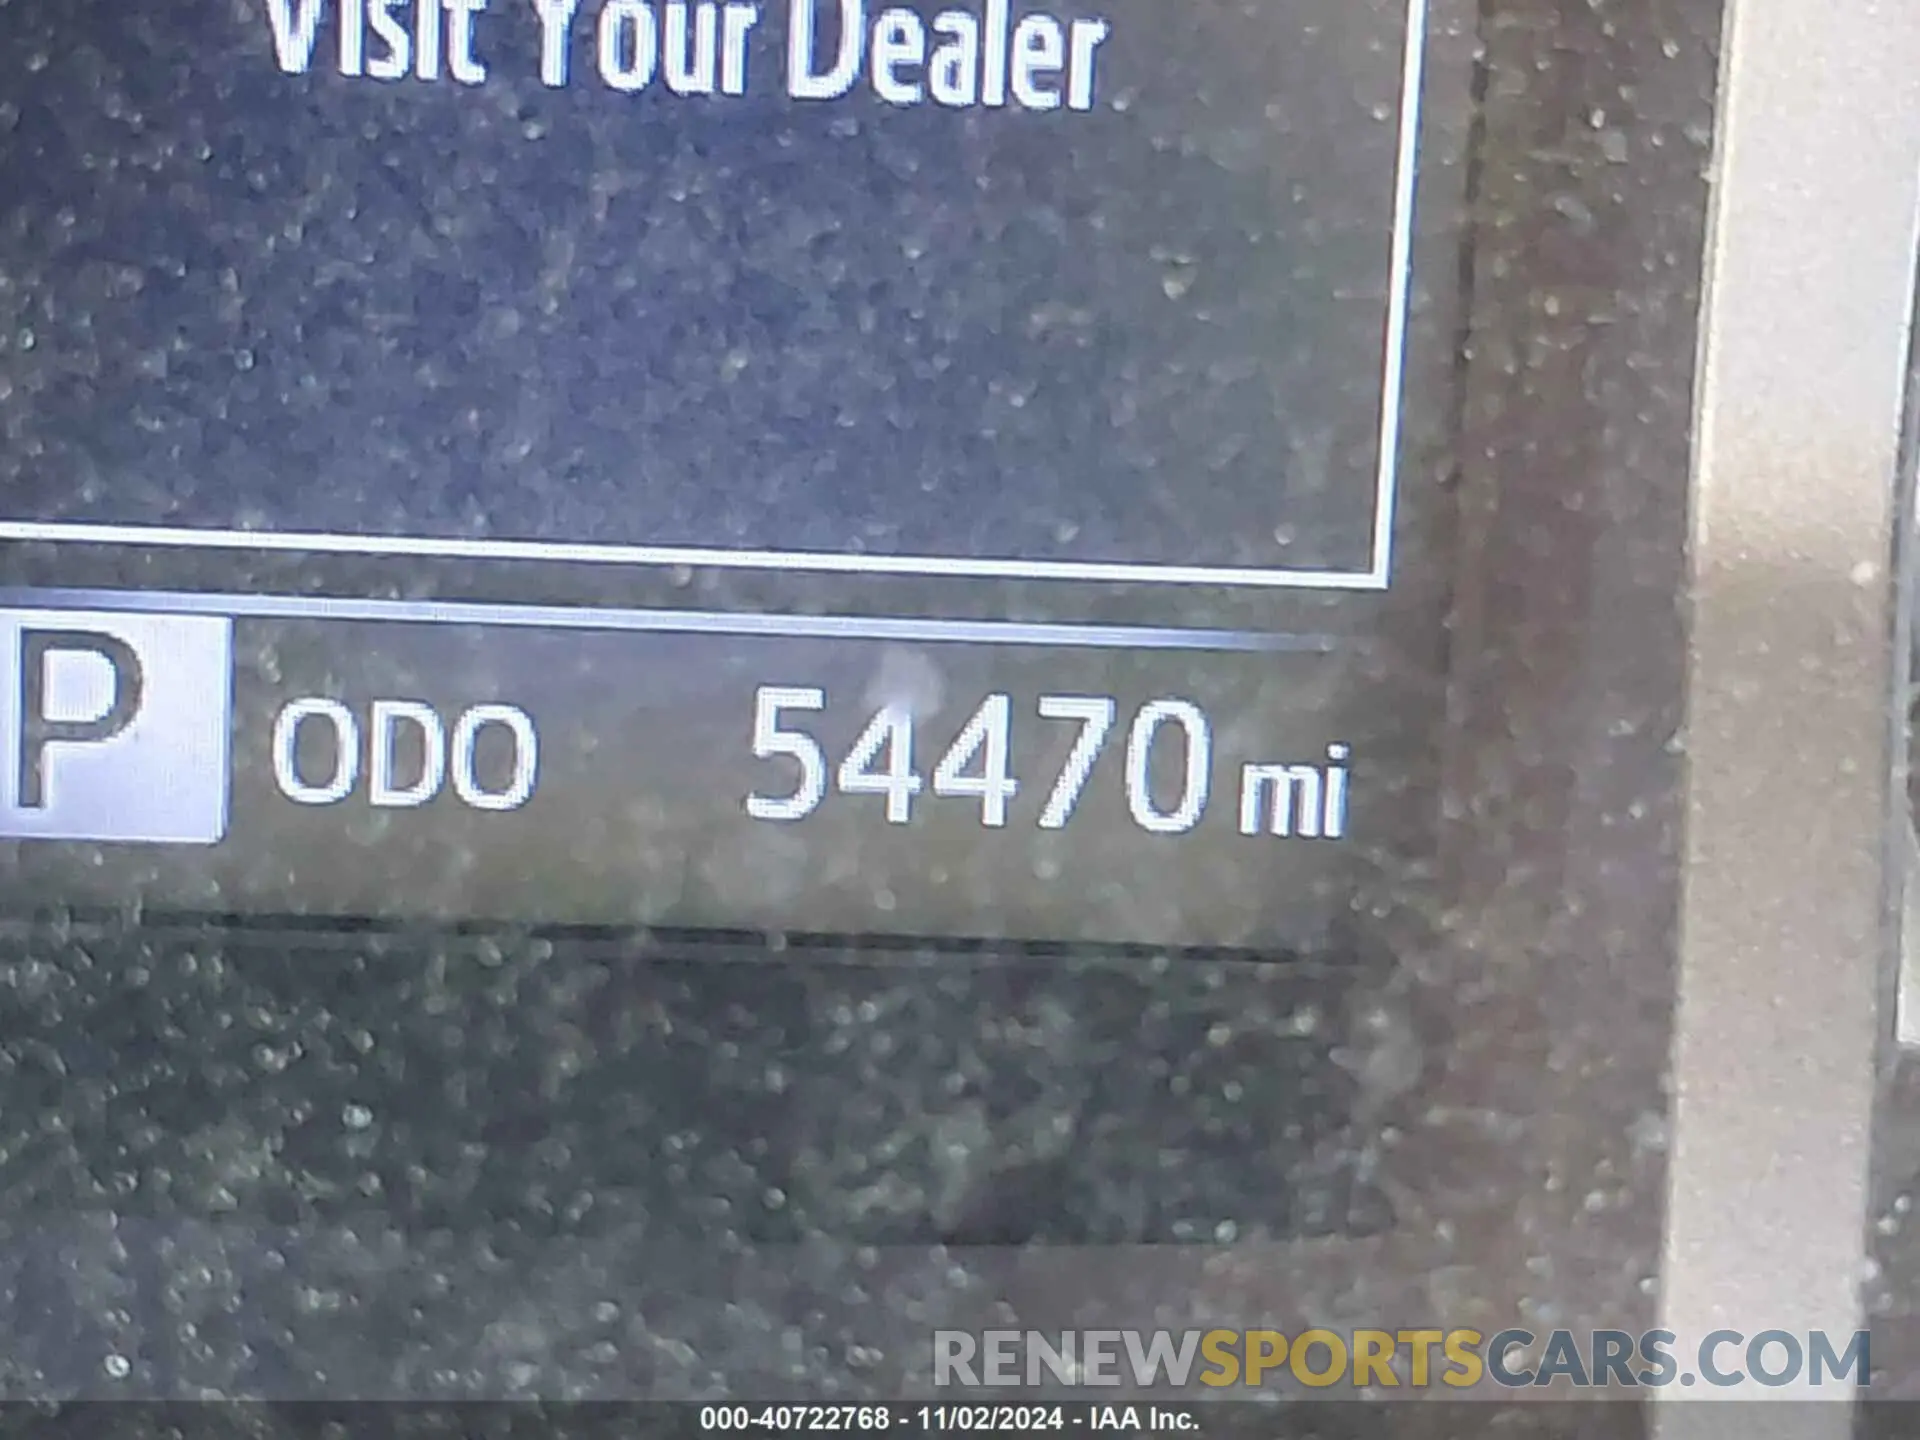 Visit Your Dealer
P ODO 54470 mi
RENEWSPORTSCARS.COM
000-40722768 - 11/02/2024 - IAA Inc.